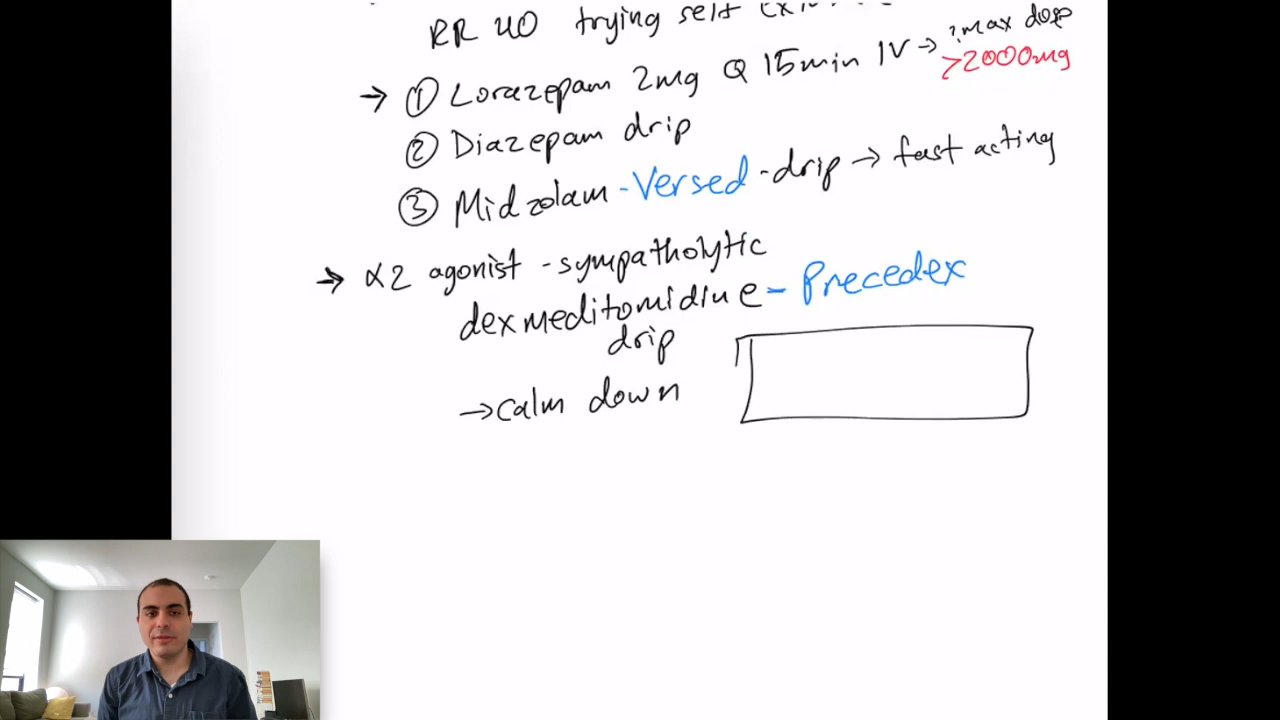 RR 40 trying self
→ ① Lorazepam 2mg Q 15min IV → ? max dose
>2000mg
② Diazepam drip
③ Midzolam - Versed - drip → fast acting
→ α2 agonist - sympatholytic
dexmeditomidine - Precedex
drip
→ calm down